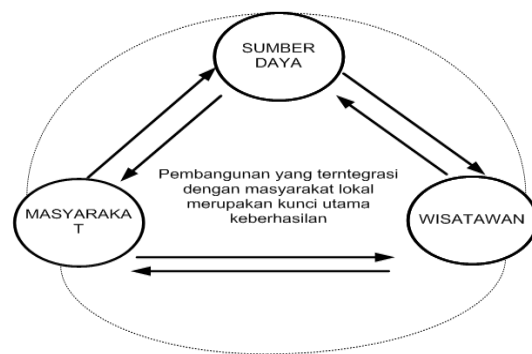 SUMBER
DAYA
Pembangunan yang terntegrasi
dengan masyarakat lokal
merupakan kunci utama
keberhasilan
MASYARAKA
T
WISATAWAN